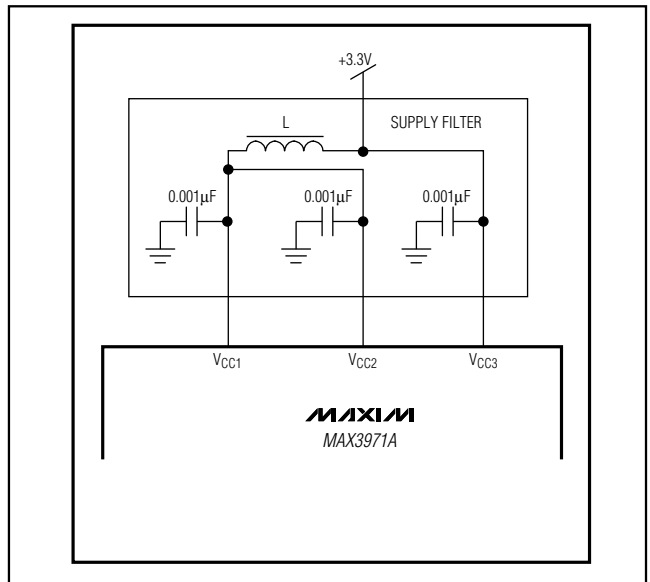 +3.3V
L
SUPPLY FILTER
0.001μF
0.001μF
0.001μF
VCC1
VCC2
VCC3
MAXIM
MAX3971A